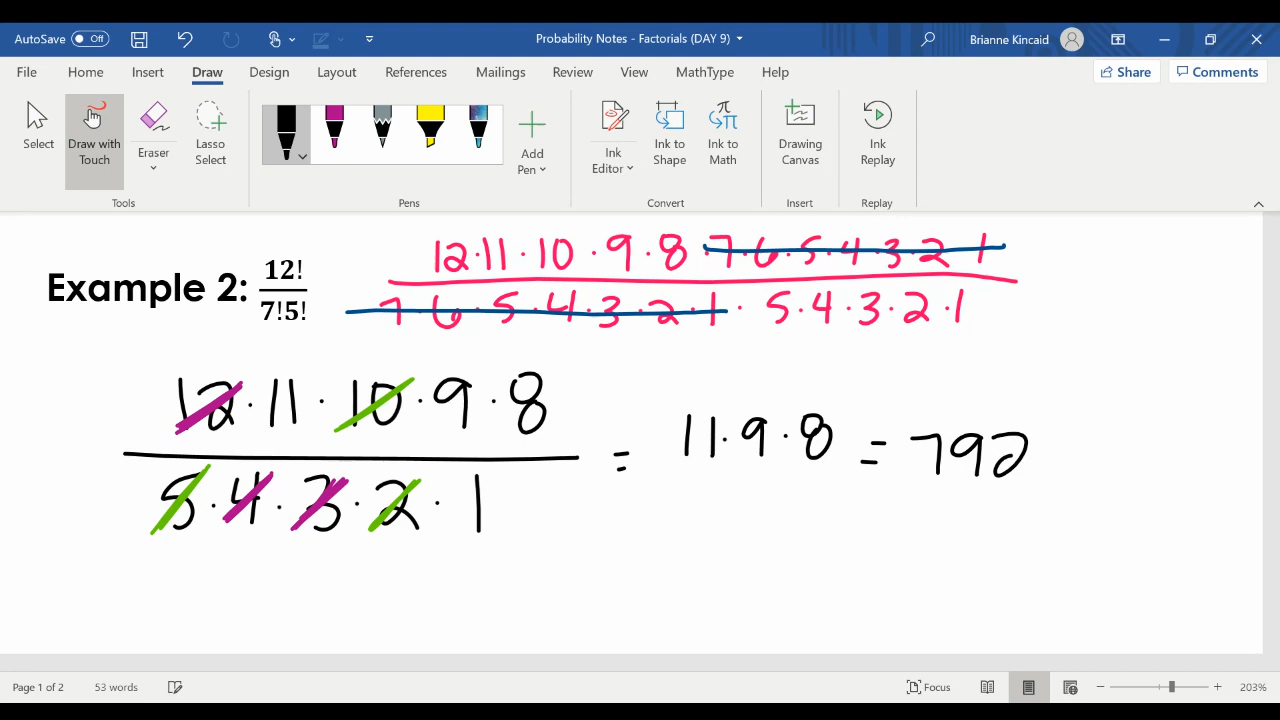 AutoSave Off Probability Notes - Factorials (DAY 9) Brianne Kincaid
File Home Insert Draw Design Layout References Mailings Review View MathType Help Share Comments
Select Draw with Touch Eraser Lasso Select Add Pen Ink Editor Ink to Shape Ink to Math Drawing Canvas Ink Replay
Tools Pens Convert Insert Replay
12·11·10·9·8·7·6·5·4·3·2·1
Example 2: 12!/7!5!
7·6·5·4·3·2·1·5·4·3·2·1
12·11·10·9·8
= 11·9·8 = 792
5·4·3·2·1
Page 1 of 2 53 words Focus 203%